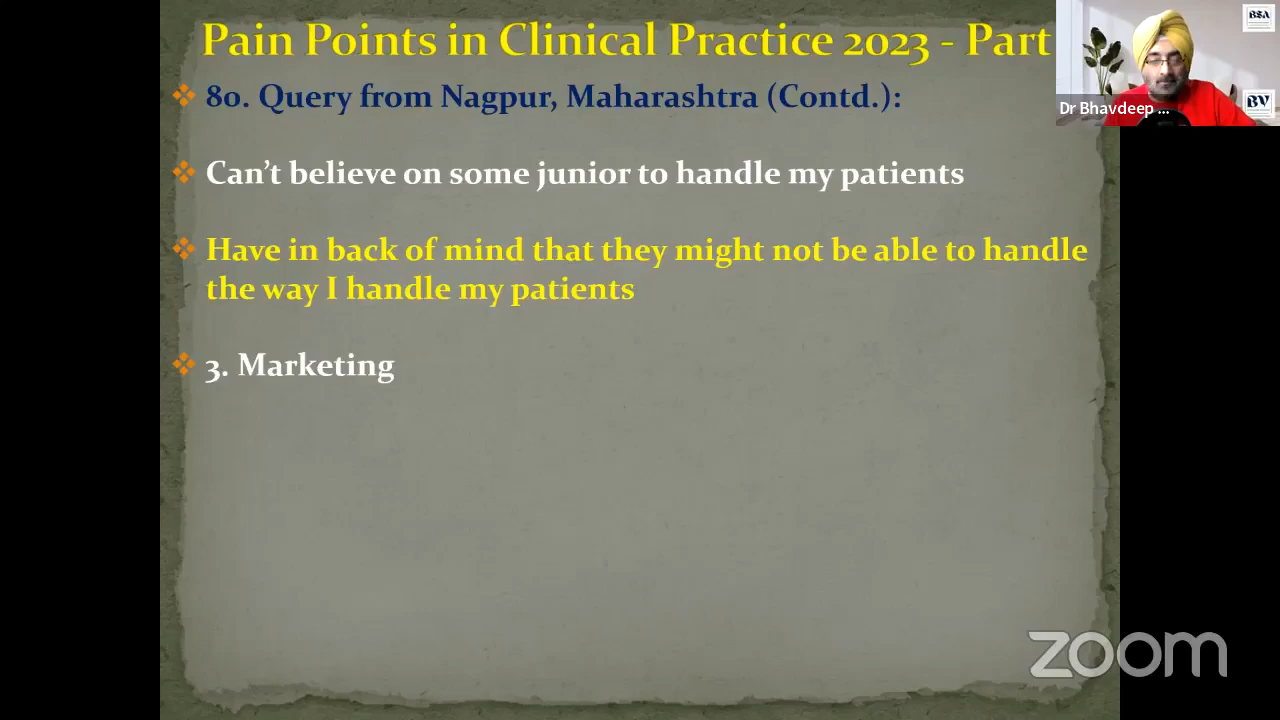 Pain Points in Clinical Practice 2023 - Part
80. Query from Nagpur, Maharashtra (Contd.):
Can’t believe on some junior to handle my patients
Have in back of mind that they might not be able to handle
the way I handle my patients
3. Marketing
BSA
BV
Dr Bhavdeep ...
zoom